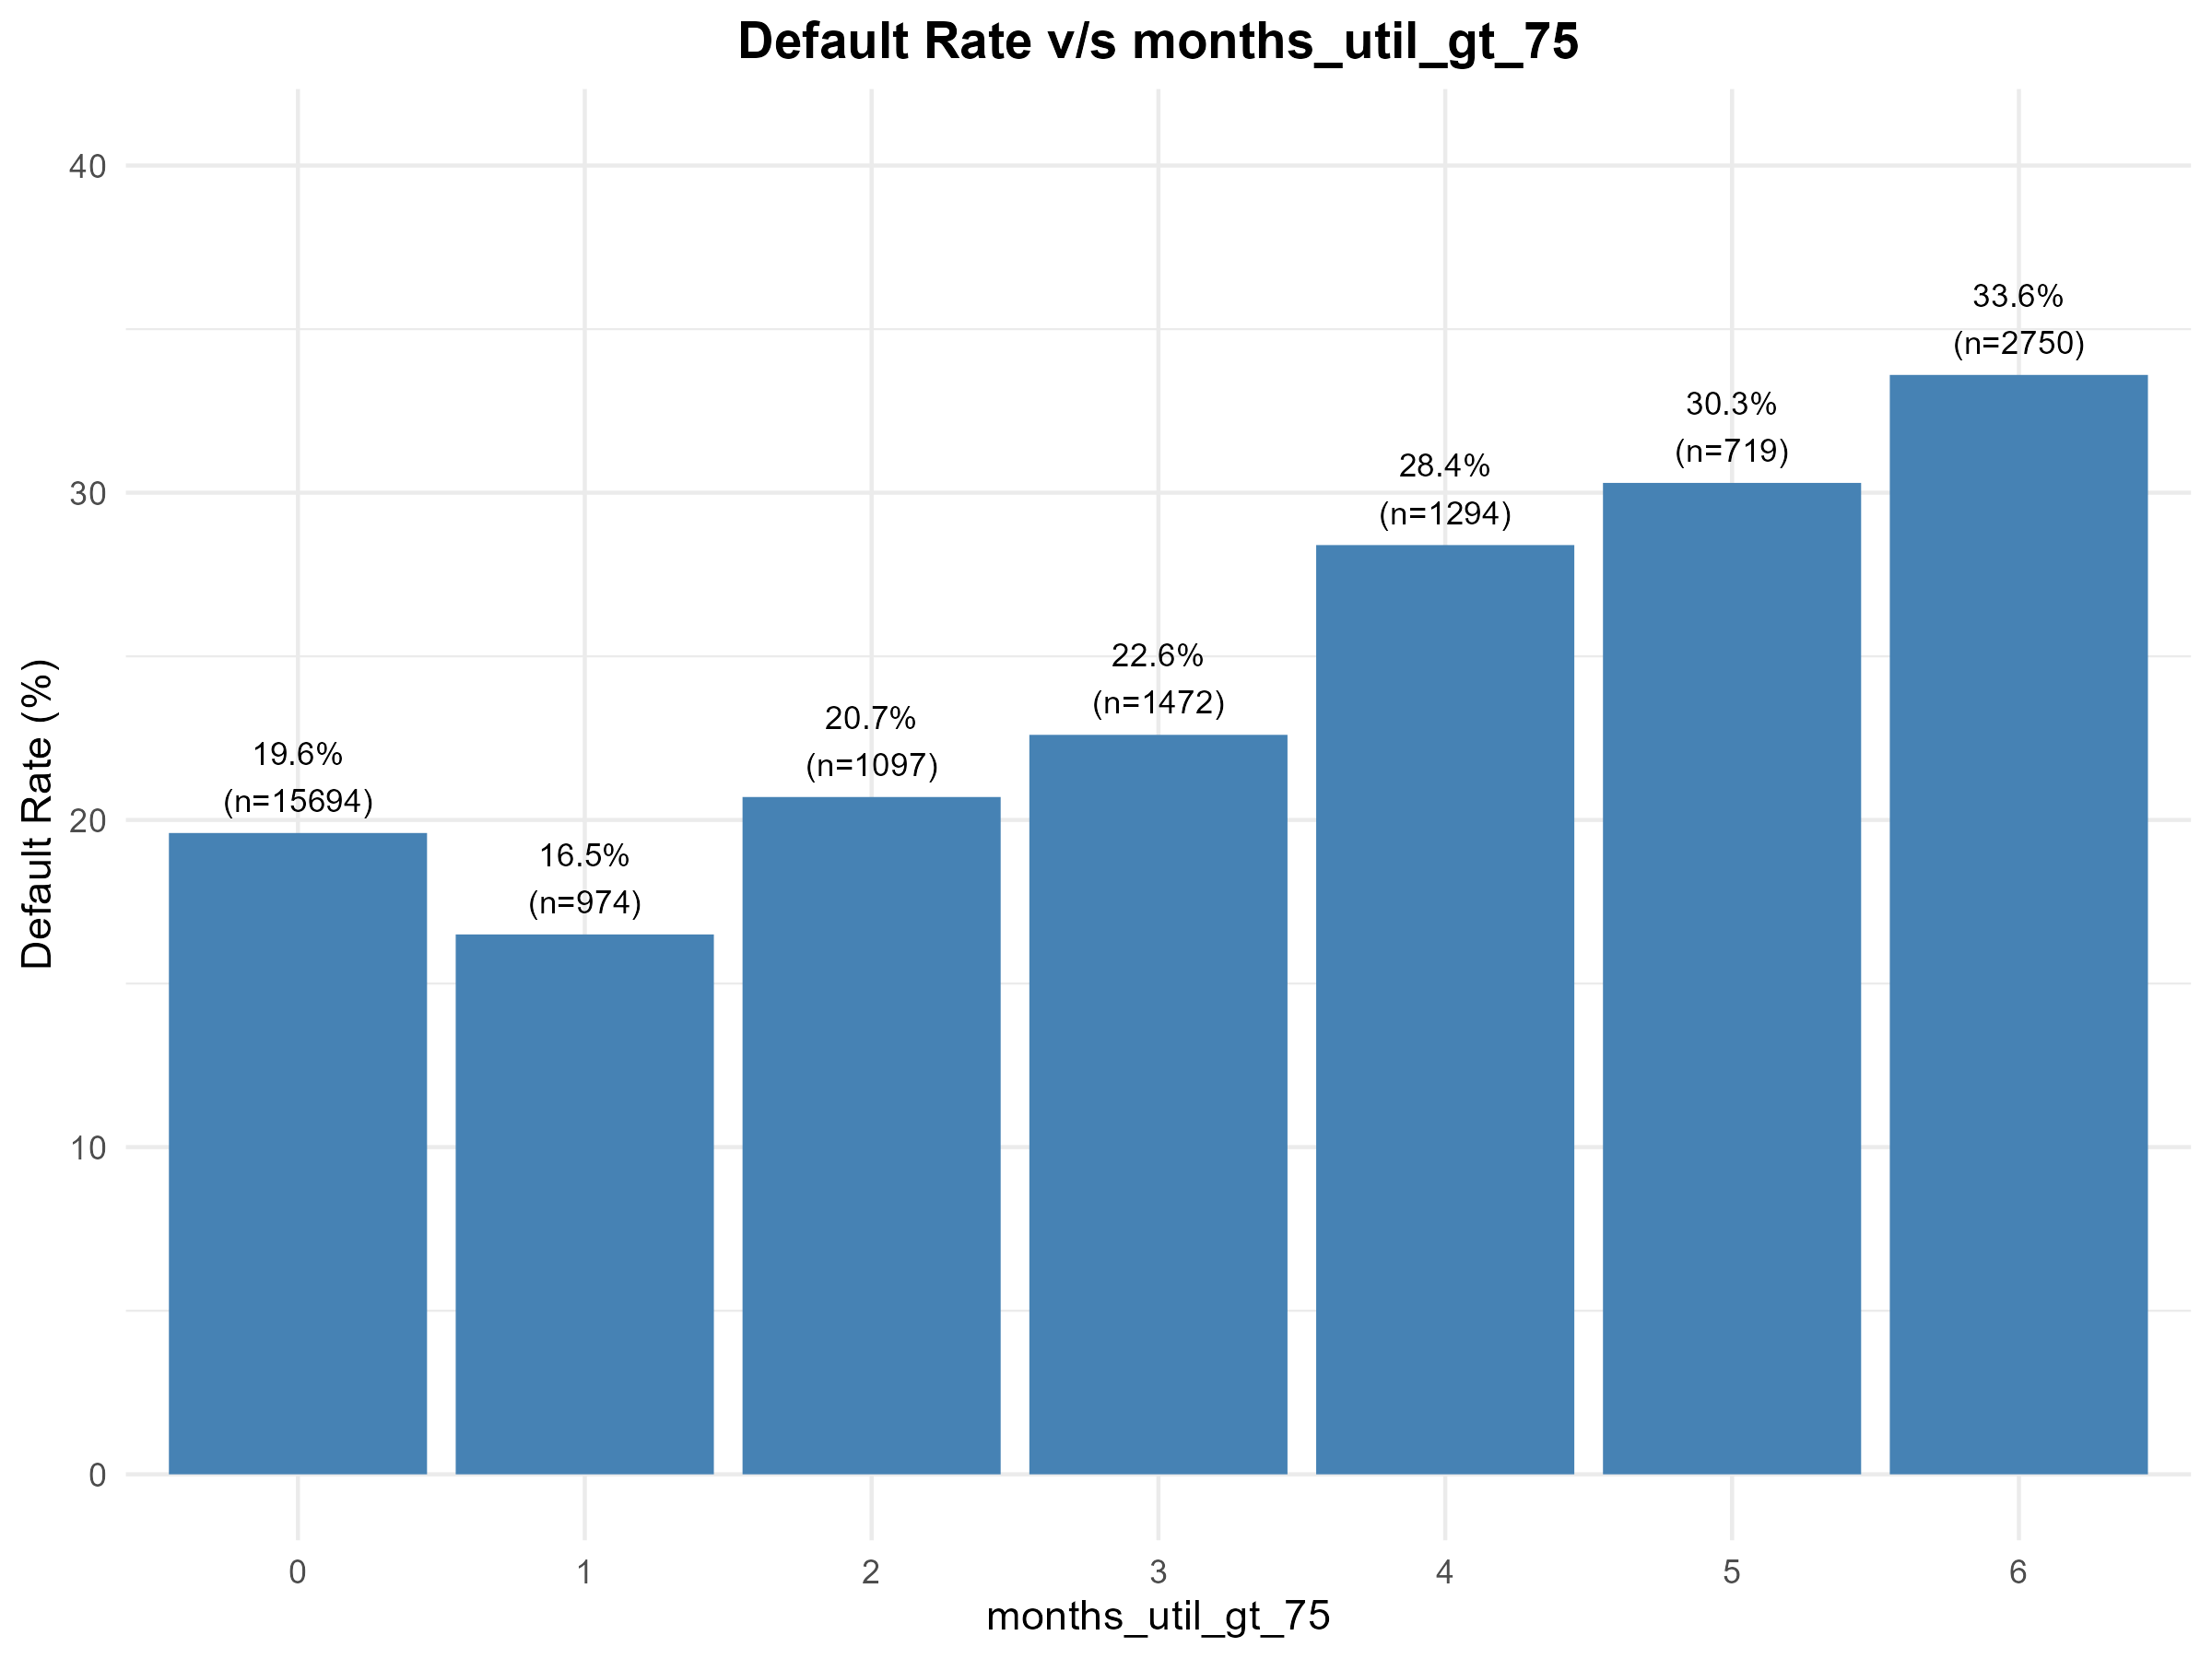 Default Rate v/s months_util_gt_75
Default Rate (%)
40
30
20
10
0
19.6%
(n=15694)
16.5%
(n=974)
20.7%
(n=1097)
22.6%
(n=1472)
28.4%
(n=1294)
30.3%
(n=719)
33.6%
(n=2750)
0
1
2
3
4
5
6
months_util_gt_75